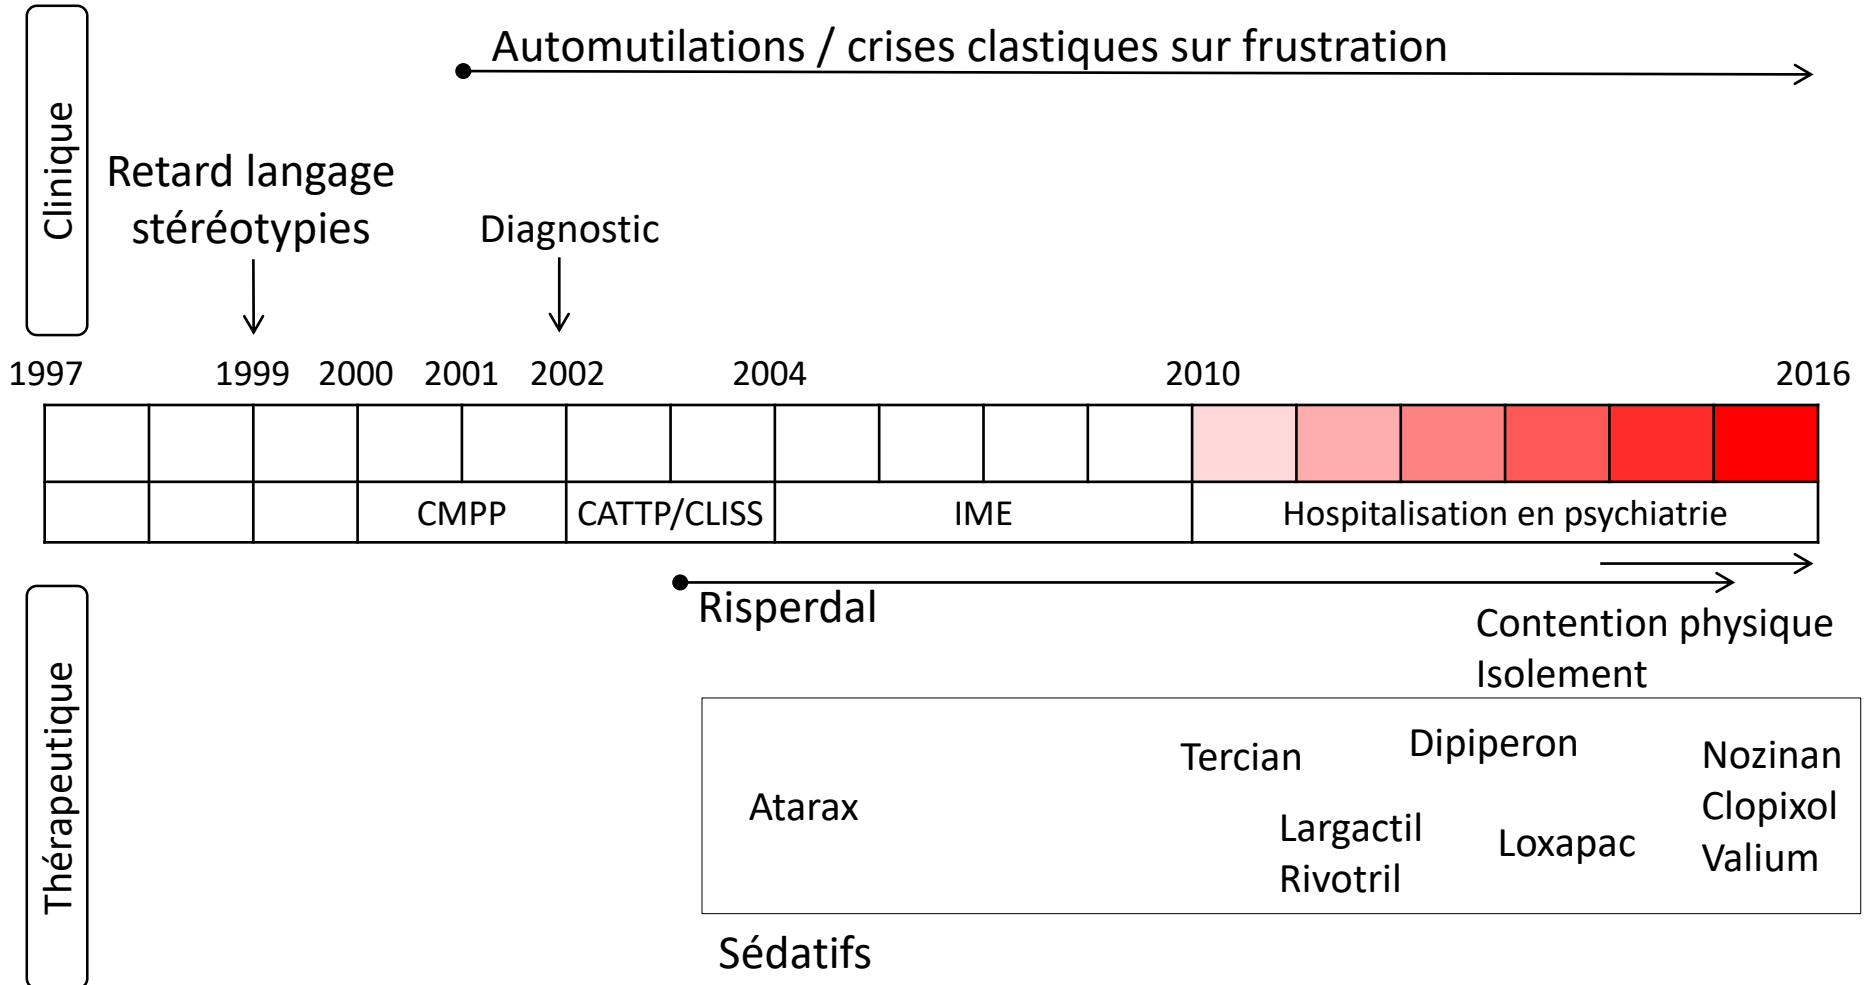 Clinique
Automutilations / crises clastiques sur frustration
Retard langage
stéréotypies
Diagnostic
1997 1999 2000 2001 2002 2004 2010 2016
CMPP CATTP/CLISS IME Hospitalisation en psychiatrie
Thérapeutique
Risperdal
Contention physique
Isolement
Atarax
Tercian
Largactil
Rivotril
Dipiperon
Loxapac
Nozinan
Clopixol
Valium
Sédatifs